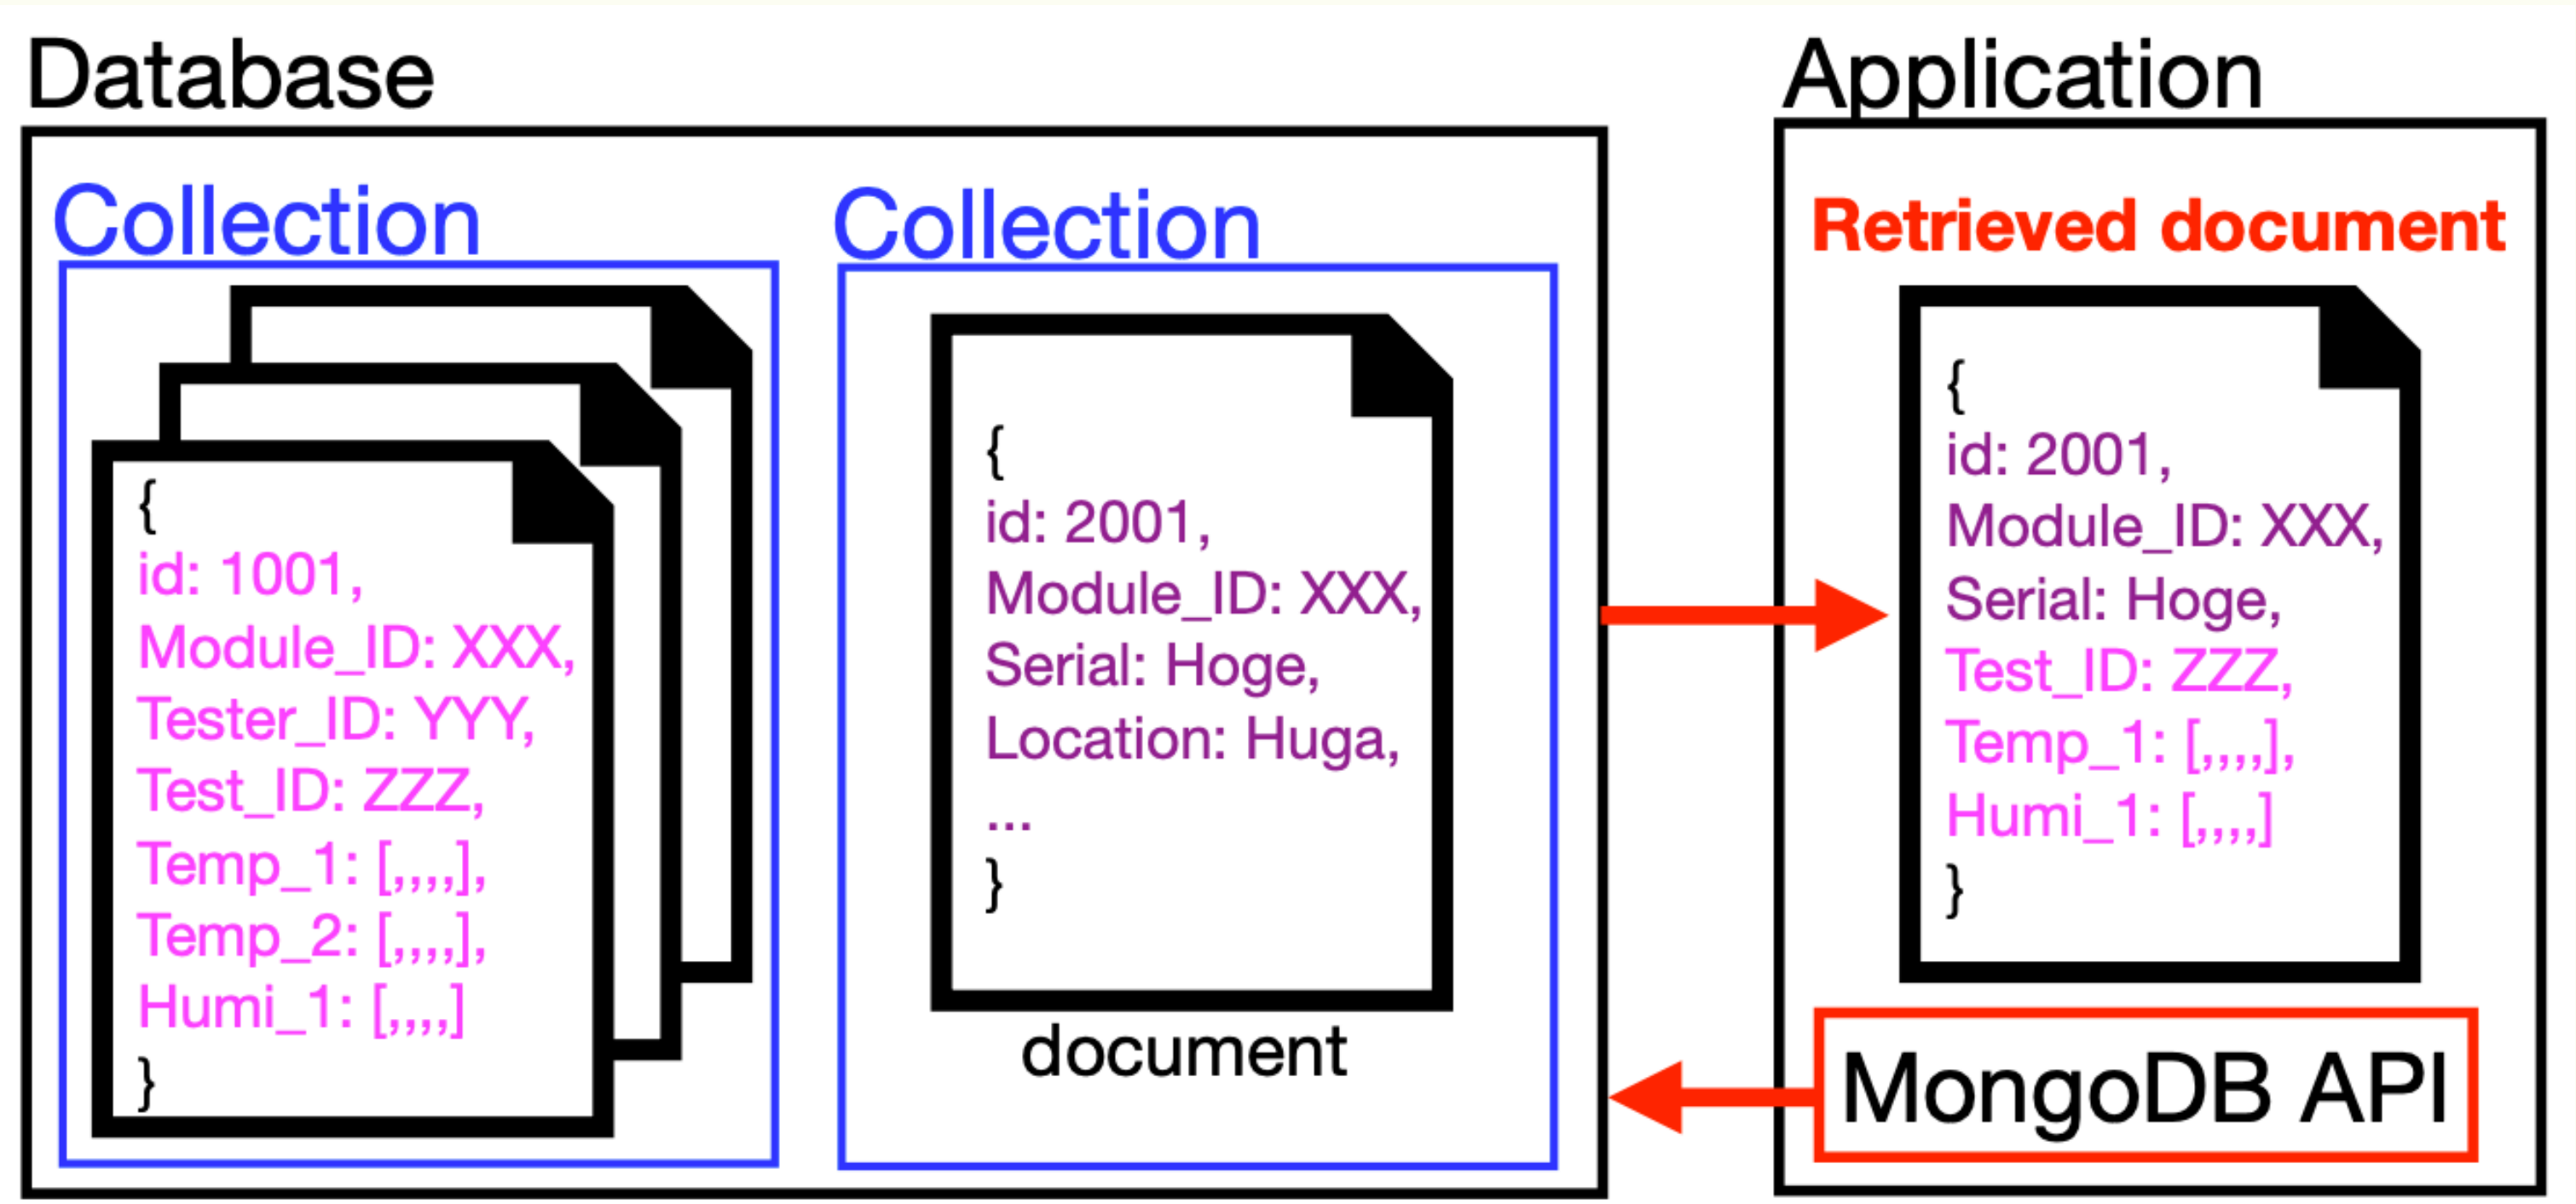 Database
Collection
{
id: 1001,
Module_ID: XXX,
Tester_ID: YYY,
Test_ID: ZZZ,
Temp_1: [,,,,],
Temp_2: [,,,,],
Humi_1: [,,,,]
}
Collection
{
id: 2001,
Module_ID: XXX,
Serial: Hoge,
Location: Huga,
...
}
document
Application
Retrieved document
{
id: 2001,
Module_ID: XXX,
Serial: Hoge,
Test_ID: ZZZ,
Temp_1: [,,,,],
Humi_1: [,,,,]
}
MongoDB API